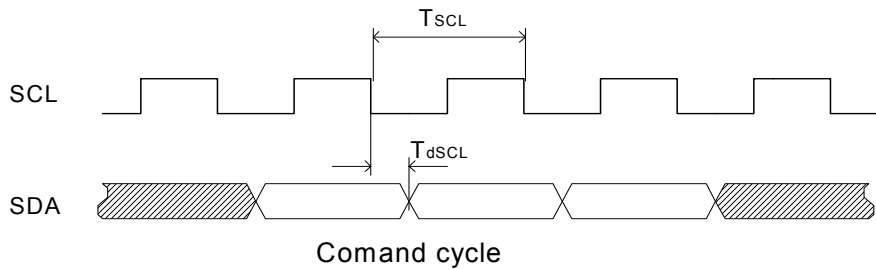 TSCL
SCL
TdSCL
SDA
Comand cycle